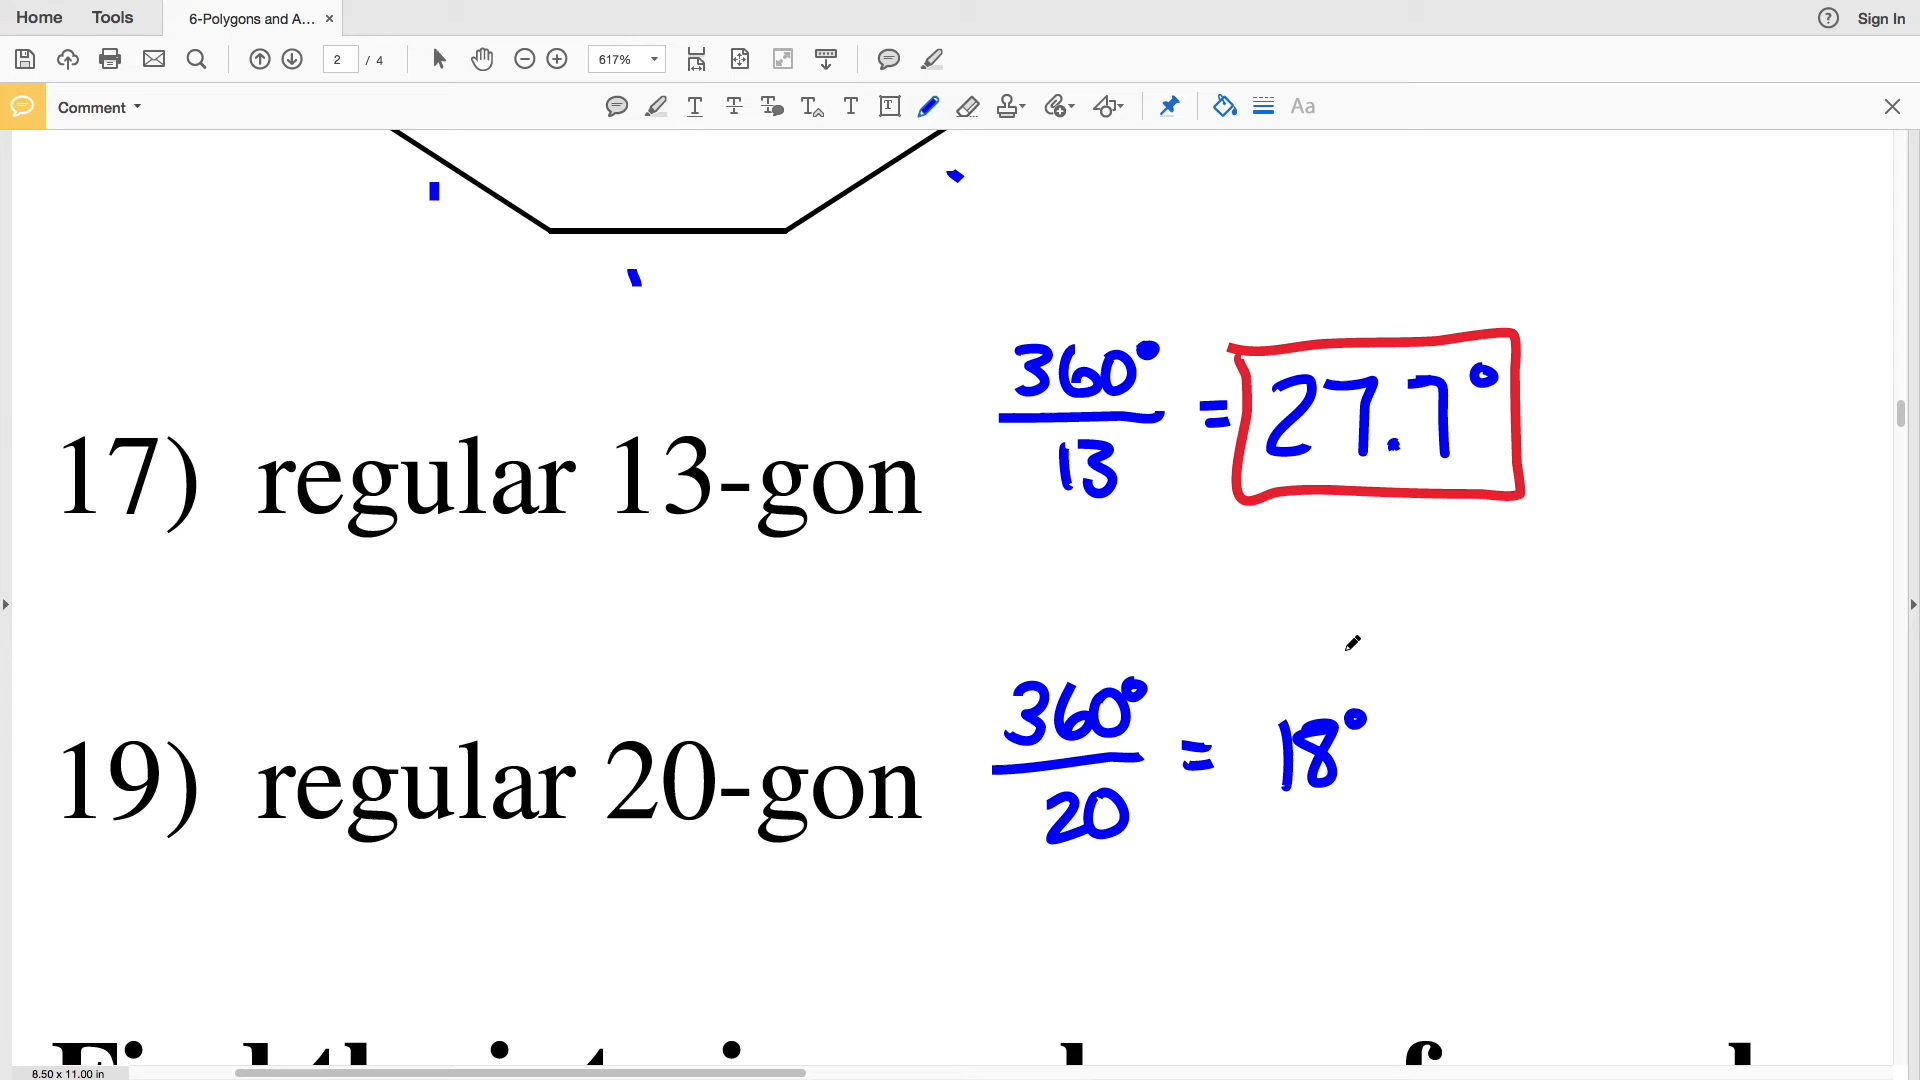 Home Tools 6-Polygons and A... × ? Sign In
2 / 4 617%
Comment Aa
360°
13
= 27.7°
17) regular 13-gon
360°
20
= 18°
19) regular 20-gon
8.50 x 11.00 in